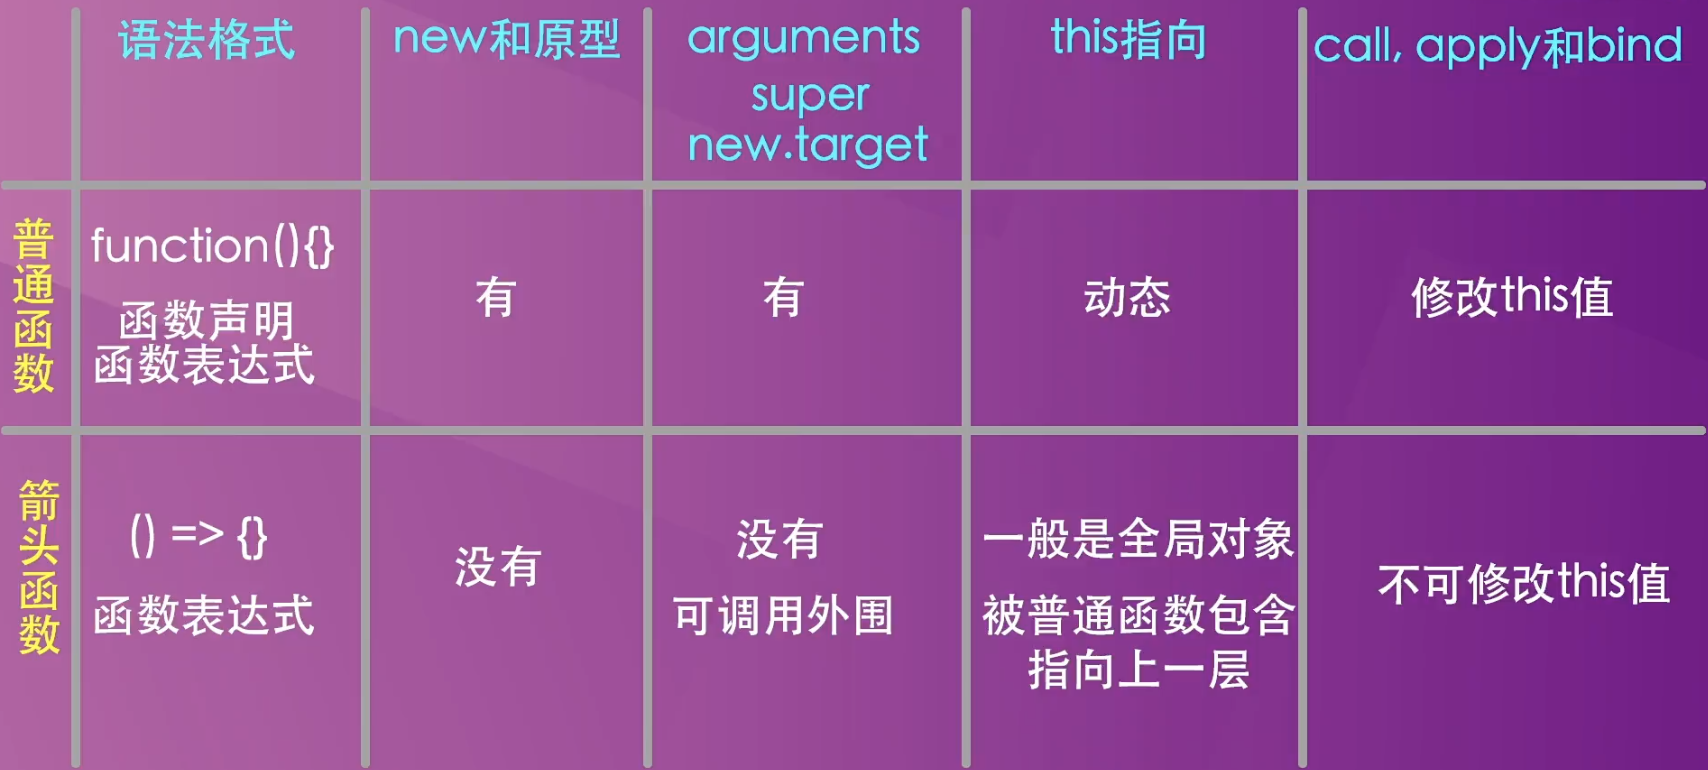 语法格式
new和原型
arguments
super
new.target
this指向
call, apply和bind
普通函数
function(){}
函数声明
函数表达式
有
有
动态
修改this值
箭头函数
() => {}
函数表达式
没有
没有
可调用外围
一般是全局对象
被普通函数包含
指向上一层
不可修改this值